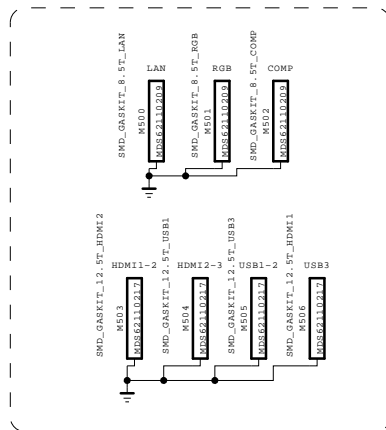 SMD_GASKIT_8.5T_LAN
M500
LAN
MDS62110209
SMD_GASKIT_8.5T_RGB
M501
RGB
MDS62110209
SMD_GASKIT_8.5T_COMP
M502
COMP
MDS62110209
SMD_GASKIT_12.5T_HDMI2
M503
HDMI1-2
MDS62110217
SMD_GASKIT_12.5T_USB1
M504
HDMI2-3
MDS62110217
SMD_GASKIT_12.5T_USB3
M505
USB1-2
MDS62110217
SMD_GASKIT_12.5T_HDMI1
M506
USB3
MDS62110217